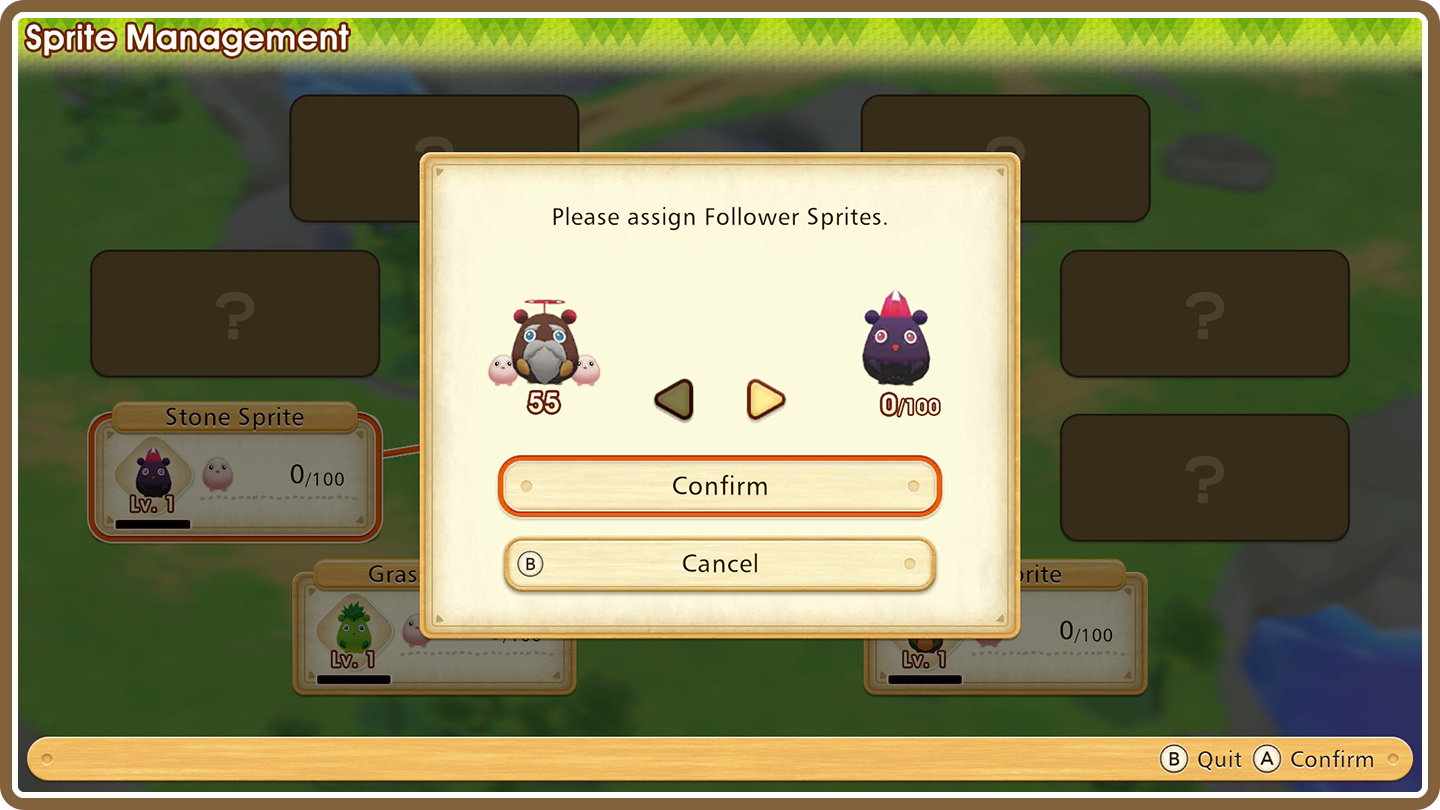 Sprite Management
?
?
Please assign Follower Sprites.
?
?
55
0/100
Stone Sprite
Lv. 1
0/100
?
Confirm
B Cancel
Lv. 1
Lv. 1
0/100
B Quit A Confirm